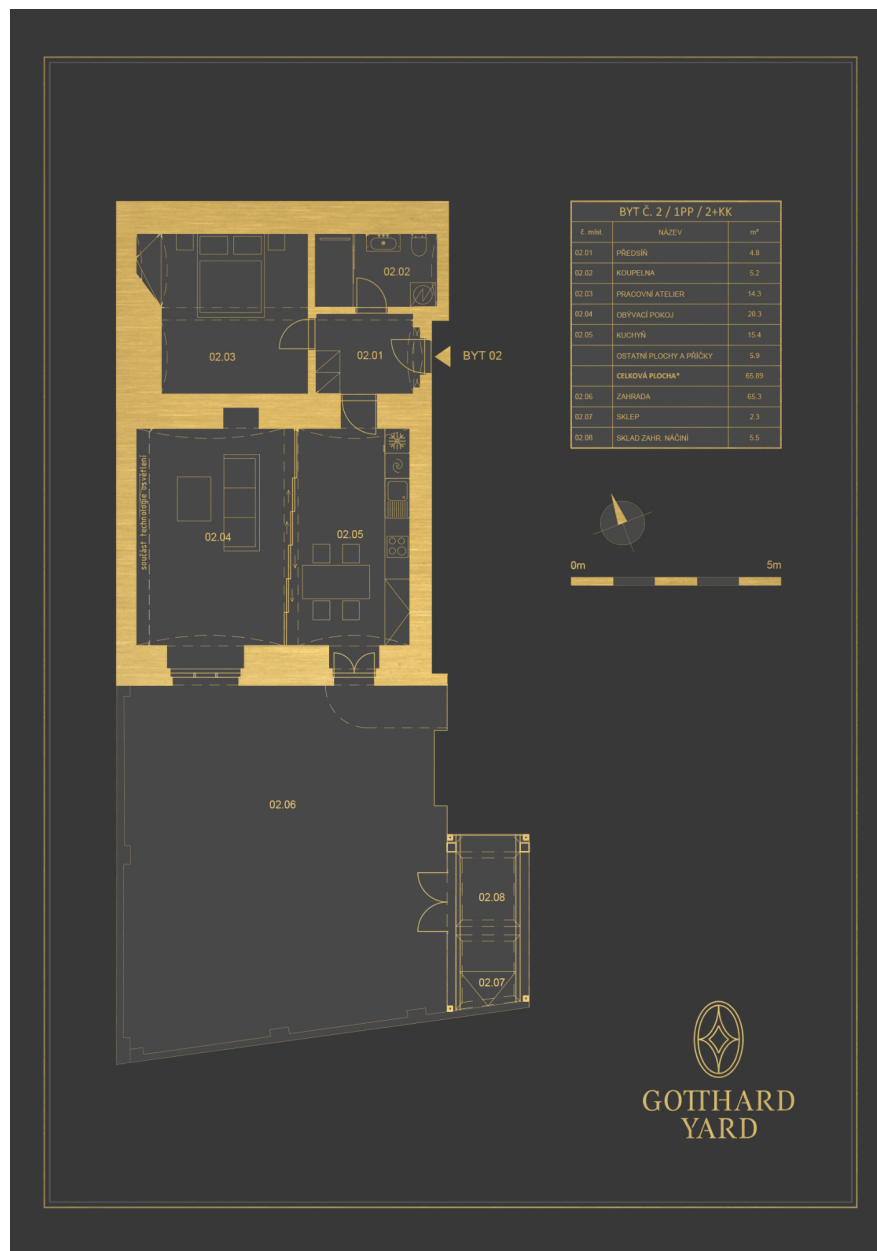 BYT Č. 2 / 1PP / 2+KK
č. míst. NÁZEV m²
02.01 PŘEDSÍŇ 4.8
02.02 KOUPELNA 5.2
02.03 PRACOVNÍ ATELIER 14.3
02.04 OBÝVACÍ POKOJ 20.3
02.05 KUCHYŇ 15.4
OSTATNÍ PLOCHY A PŘÍČKY 5.9
CELKOVÁ PLOCHA* 65.89
02.06 ZAHRADA 65.3
02.07 SKLEP 2.3
02.08 SKLAD ZAHR. NÁČINÍ 5.5
02.02
02.03
02.01
BYT 02
součást technologie osvětlení
02.04
02.05
0m 5m
02.06
02.08
02.07
GOTTHARD
YARD